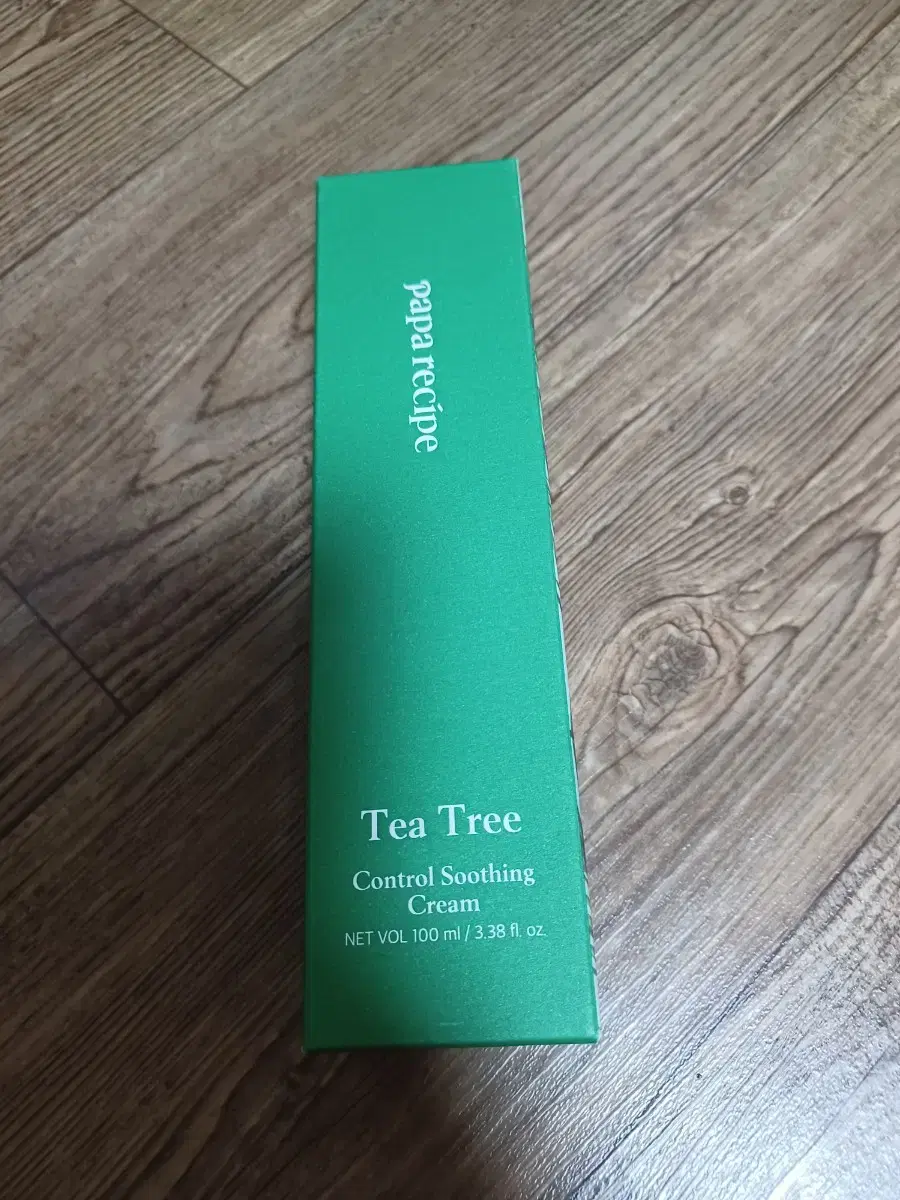 papa recipe
Tea Tree
Control Soothing
Cream
NET VOL 100 ml / 3.38 fl. oz.